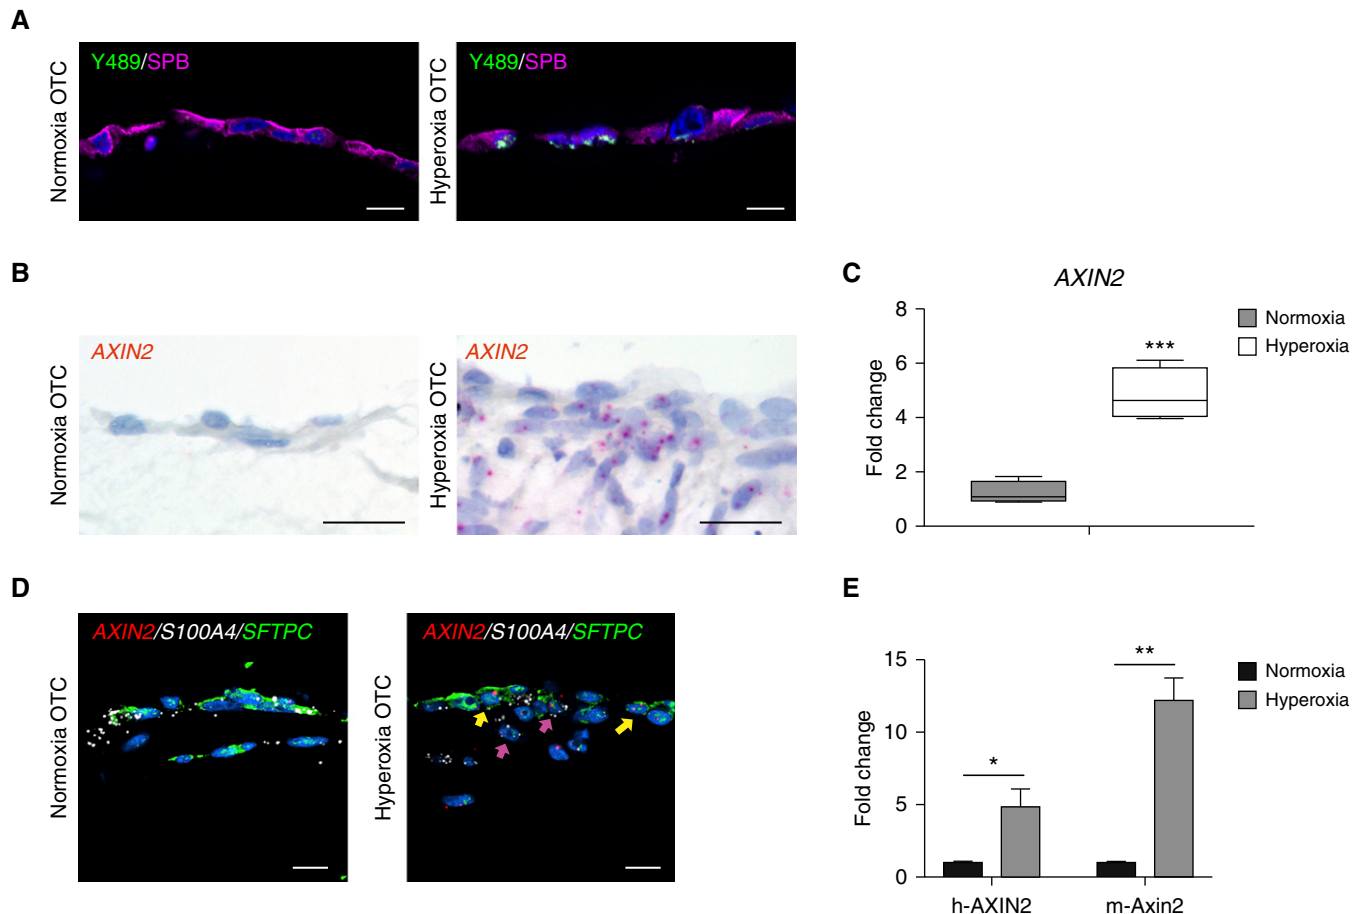 A
Normoxia OTC
Y489/SPB
Hyperoxia OTC
Y489/SPB
B
Normoxia OTC
AXIN2
Hyperoxia OTC
AXIN2
C
AXIN2
Fold change
8
6
4
2
0
***
Normoxia
Hyperoxia
D
Normoxia OTC
AXIN2/S100A4/SFTPC
Hyperoxia OTC
AXIN2/S100A4/SFTPC
E
Fold change
15
10
5
0
*
**
h-AXIN2
m-Axin2
Normoxia
Hyperoxia